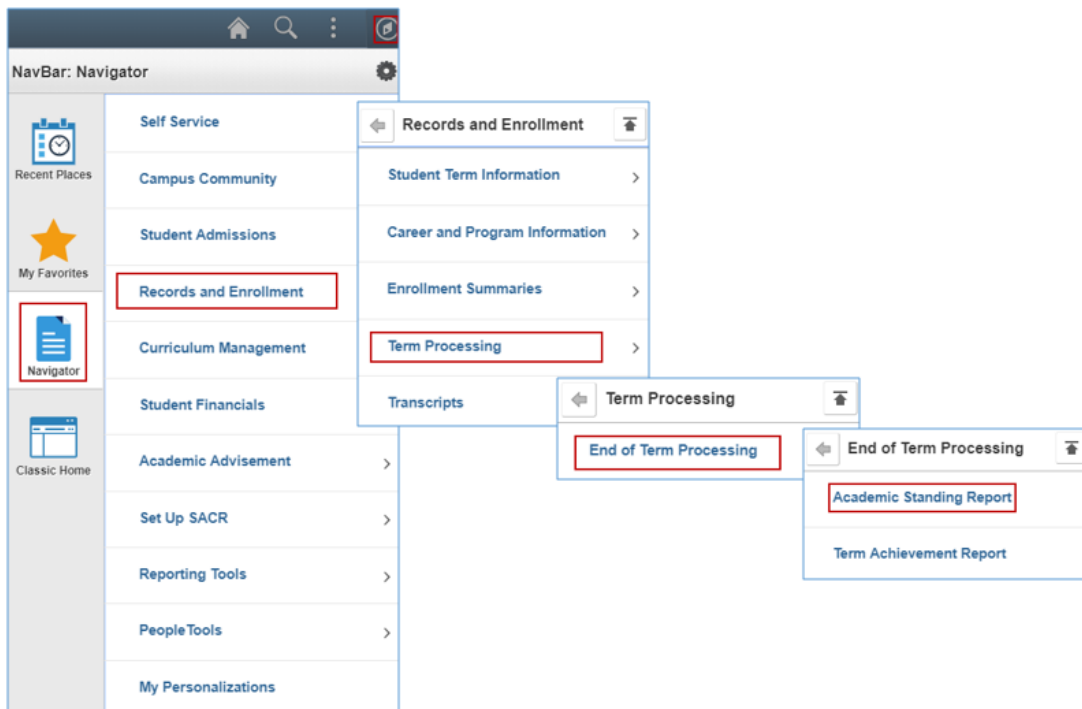 NavBar: Navigator
Recent Places
My Favorites
Navigator
Classic Home
Self Service
Campus Community
Student Admissions
Records and Enrollment
Curriculum Management
Student Financials
Academic Advisement
Set Up SACR
Reporting Tools
PeopleTools
My Personalizations
Records and Enrollment
Student Term Information
Career and Program Information
Enrollment Summaries
Term Processing
Transcripts
Term Processing
End of Term Processing
End of Term Processing
Academic Standing Report
Term Achievement Report